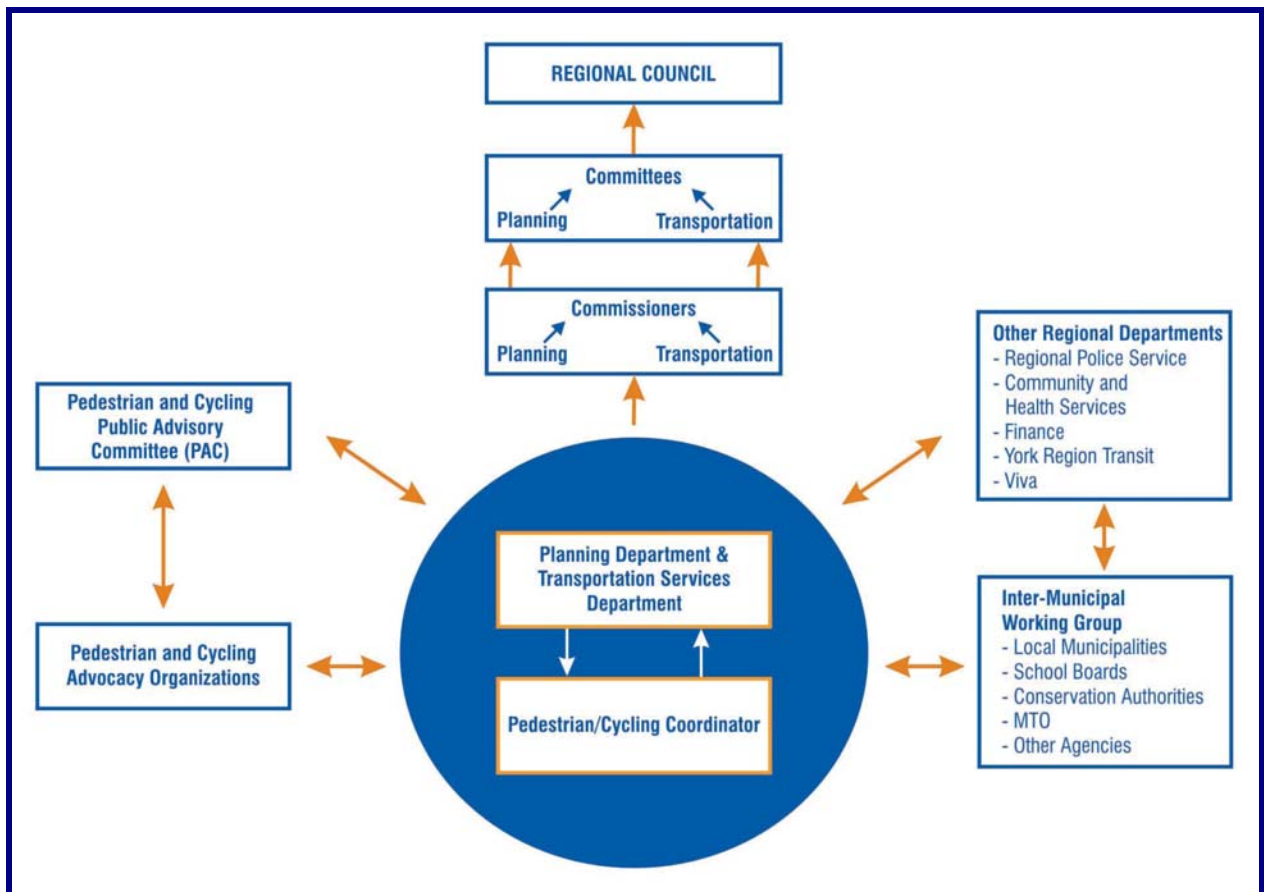 REGIONAL COUNCIL
Committees
Planning
Transportation
Commissioners
Planning
Transportation
Pedestrian and Cycling
Public Advisory
Committee (PAC)
Pedestrian and Cycling
Advocacy Organizations
Planning Department &
Transportation Services
Department
Pedestrian/Cycling Coordinator
Other Regional Departments
- Regional Police Service
- Community and
Health Services
- Finance
- York Region Transit
- Viva
Inter-Municipal
Working Group
- Local Municipalities
- School Boards
- Conservation Authorities
- MTO
- Other Agencies